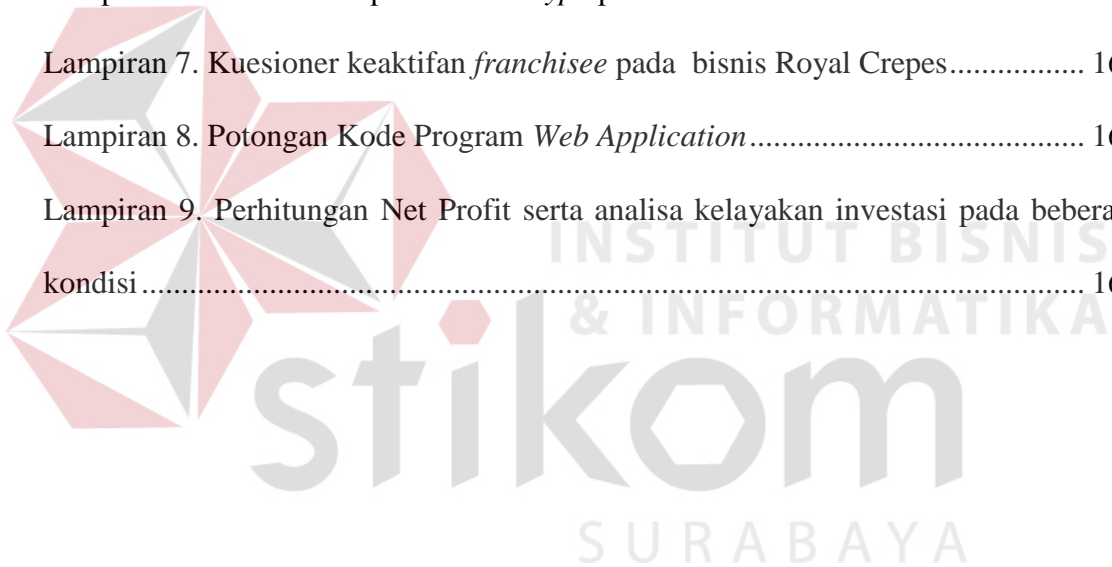 Lampiran 7. Kuesioner keaktifan franchisee pada bisnis Royal Crepes................. 16
Lampiran 8. Potongan Kode Program Web Application...................................... 16
Lampiran 9. Perhitungan Net Profit serta analisa kelayakan investasi pada bebera
kondisi........................................................................................................... 16
INSTITUT BISNIS
& INFORMATIKA
stikom
SURABAYA